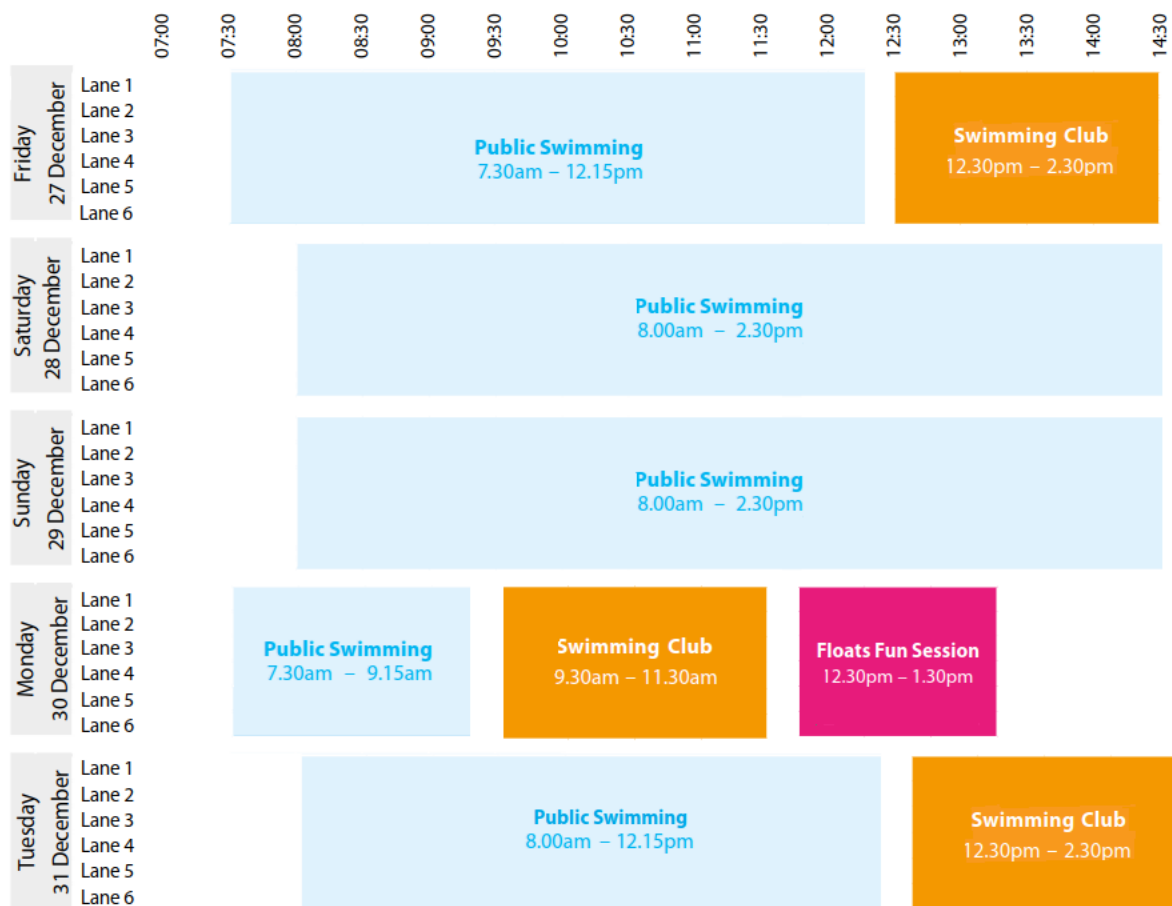 07:00 07:30 08:00 08:30 09:00 09:30 10:00 10:30 11:00 11:30 12:00 12:30 13:00 13:30 14:00 14:30
Friday
27 December
Lane 1
Lane 2
Lane 3
Lane 4
Lane 5
Lane 6
Public Swimming
7.30am – 12.15pm
Swimming Club
12.30pm – 2.30pm
Saturday
28 December
Lane 1
Lane 2
Lane 3
Lane 4
Lane 5
Lane 6
Public Swimming
8.00am – 2.30pm
Sunday
29 December
Lane 1
Lane 2
Lane 3
Lane 4
Lane 5
Lane 6
Public Swimming
8.00am – 2.30pm
Monday
30 December
Lane 1
Lane 2
Lane 3
Lane 4
Lane 5
Lane 6
Public Swimming
7.30am – 9.15am
Swimming Club
9.30am – 11.30am
Floats Fun Session
12.30pm – 1.30pm
Tuesday
31 December
Lane 1
Lane 2
Lane 3
Lane 4
Lane 5
Lane 6
Public Swimming
8.00am – 12.15pm
Swimming Club
12.30pm – 2.30pm